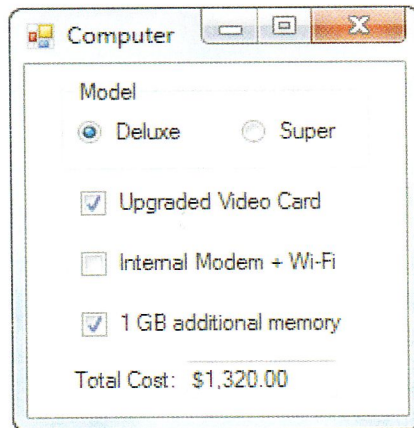 Computer
Model
Deluxe Super
Upgraded Video Card
Internal Modem + Wi-Fi
1 GB additional memory
Total Cost: $1,320.00